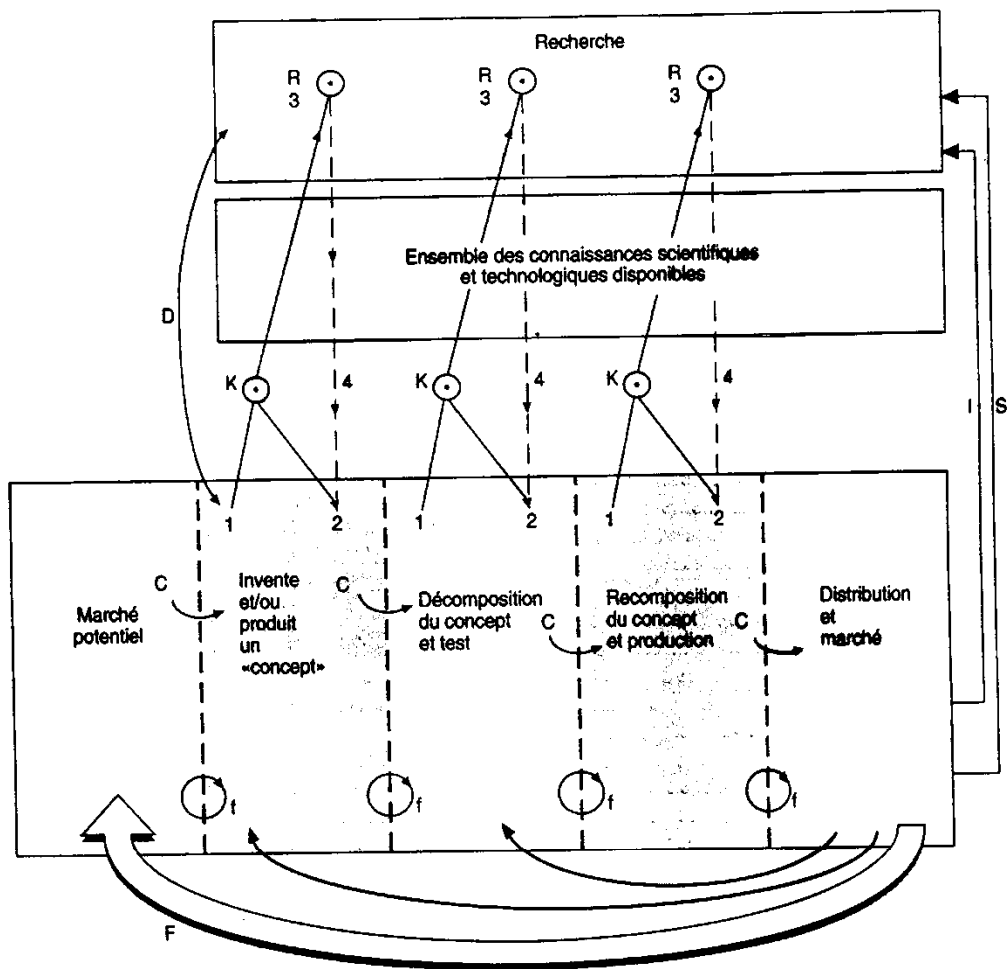 Recherche
R
3
R
3
R
3
Ensemble des connaissances scientifiques
et technologiques disponibles
D
K
4
K
4
K
4
I
S
1
2
1
2
1
2
C
C
C
C
Marché
potentiel
Invente
et/ou
produit
un
«concept»
Décomposition
du concept
et test
Recomposition
du concept
et production
Distribution
et
marché
f
f
f
f
F